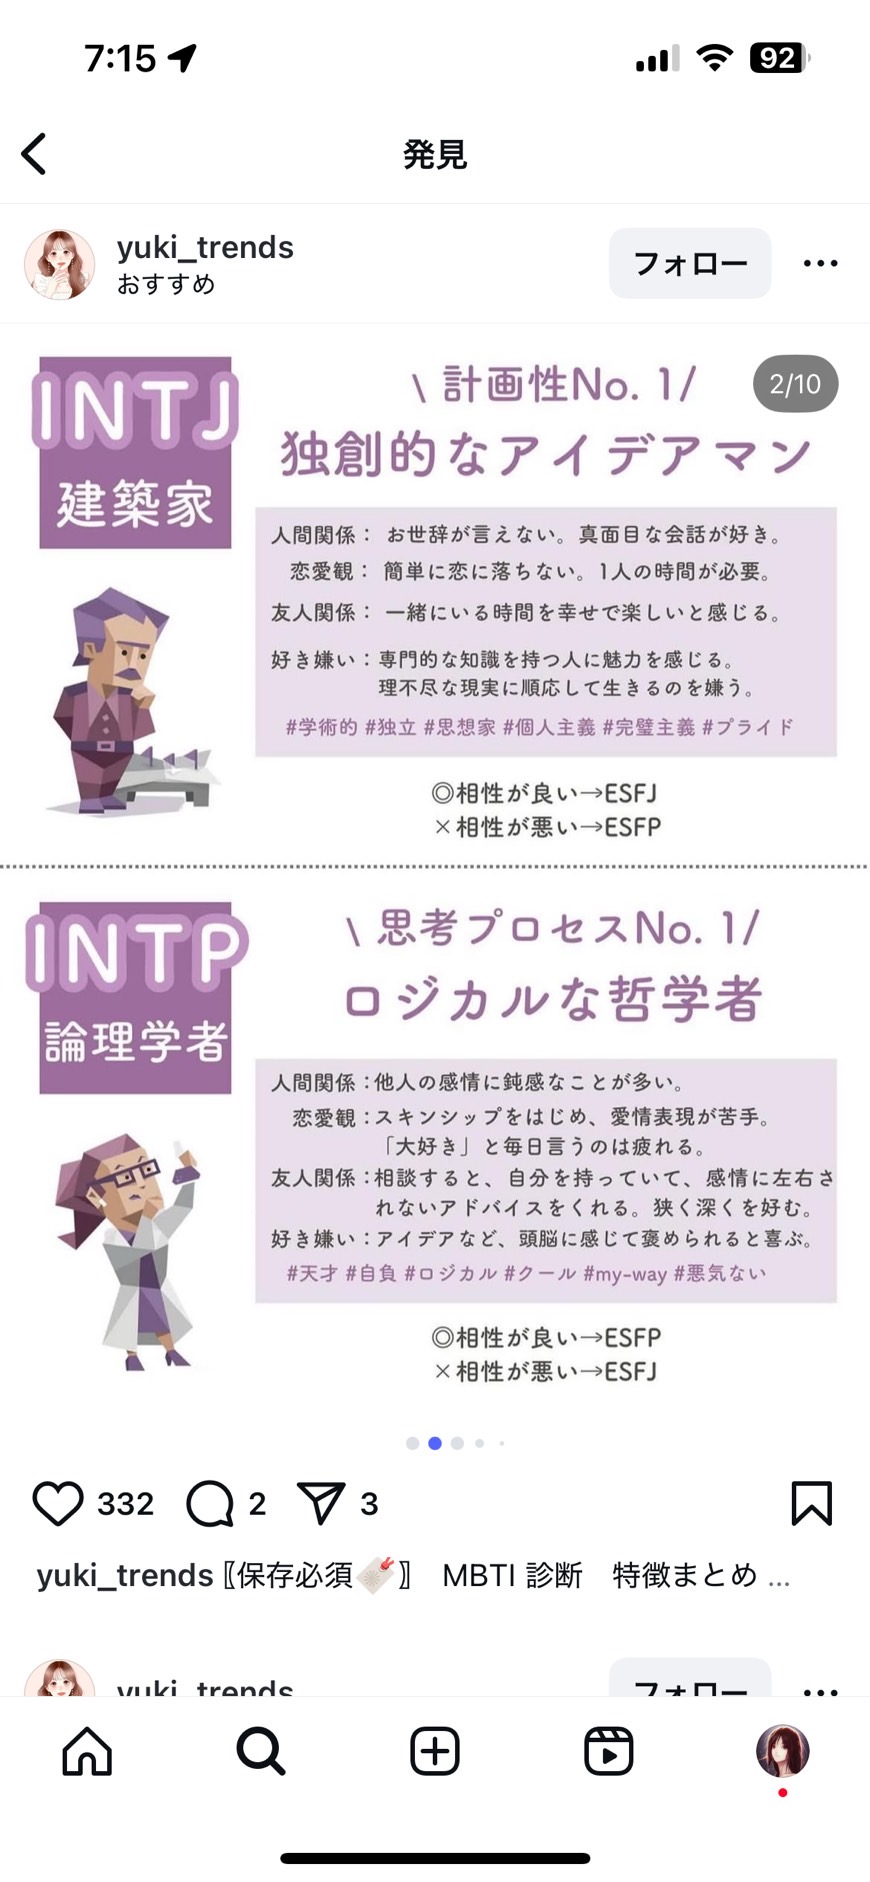 7:15
92
発見
yuki_trends
おすすめ
フォロー
2/10
INTJ
建築家
\ 計画性No. 1/
独創的なアイデアマン
人間関係： お世辞が言えない。真面目な会話が好き。
恋愛観： 簡単に恋に落ちない。1人の時間が必要。
友人関係： 一緒にいる時間を幸せで楽しいと感じる。
好き嫌い：専門的な知識を持つ人に魅力を感じる。
理不尽な現実に順応して生きるのを嫌う。
#学術的 #独立 #思想家 #個人主義 #完璧主義 #プライド
◎相性が良い→ESFJ
×相性が悪い→ESFP
INTP
論理学者
\ 思考プロセスNo. 1/
ロジカルな哲学者
人間関係：他人の感情に鈍感なことが多い。
恋愛観：スキンシップをはじめ、愛情表現が苦手。
「大好き」と毎日言うのは疲れる。
友人関係：相談すると、自分を持っていて、感情に左右さ
れないアドバイスをくれる。狭く深くを好む。
好き嫌い：アイデアなど、頭脳に感じて褒められると喜ぶ。
#天才 #自負 #ロジカル #クール #my-way #悪気ない
◎相性が良い→ESFP
×相性が悪い→ESFJ
332
2
3
yuki_trends〖保存必須🔖〗 MBTI 診断 特徴まとめ ...
yuki_trends
フォロー